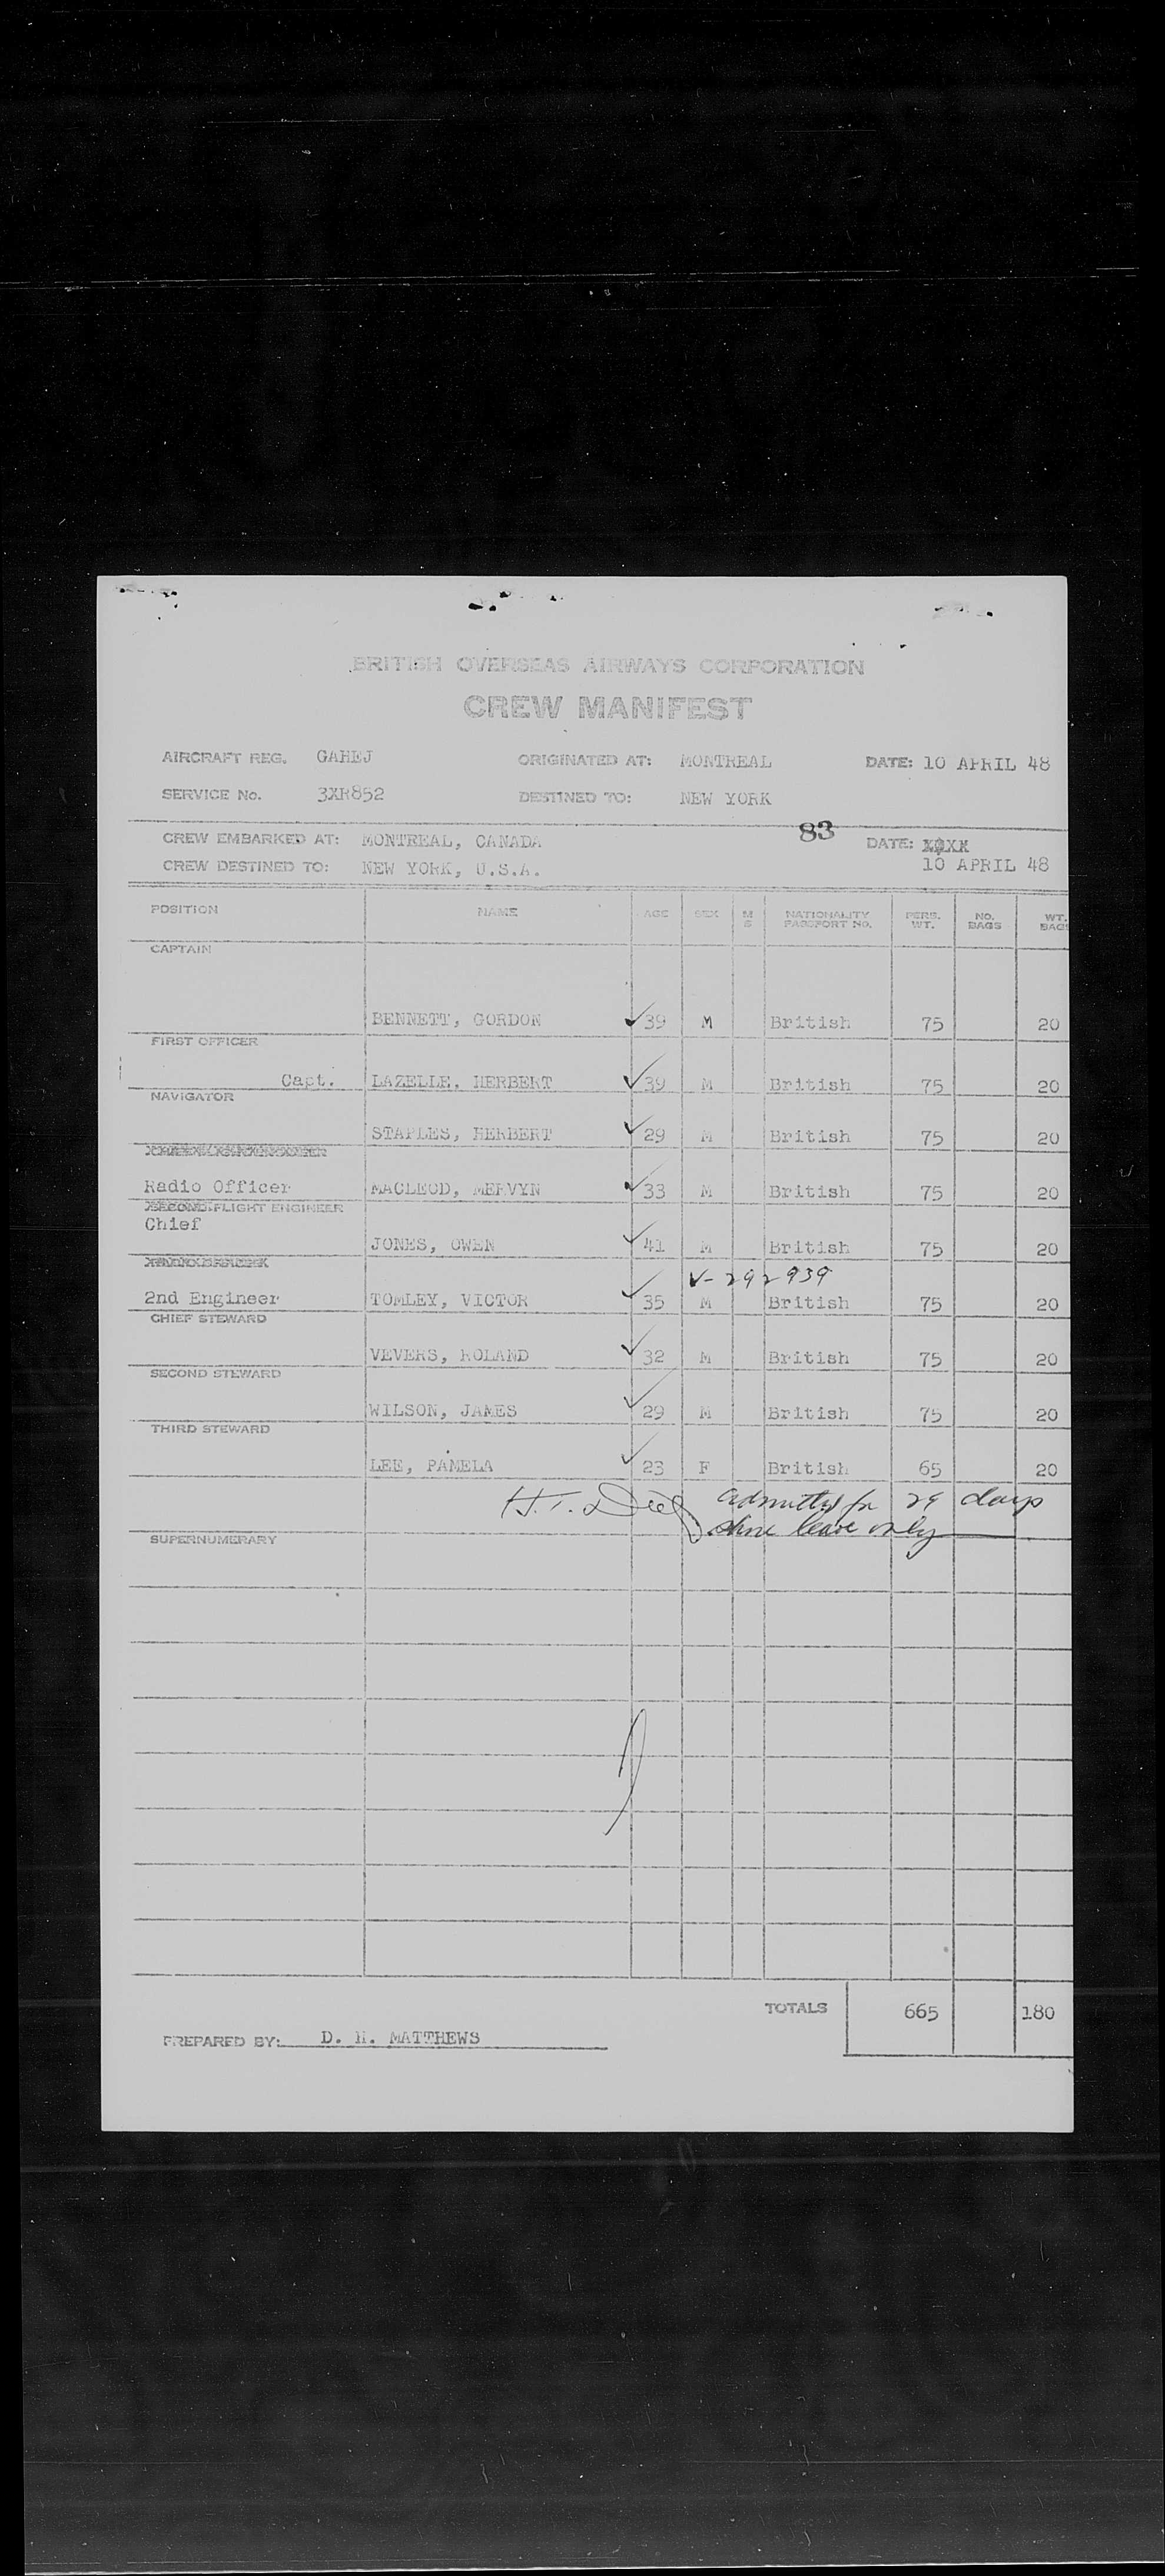 BRITISH OVERSEAS AIRWAYS CORPORATION
CREW MANIFEST
AIRCRAFT REG. GAHEJ ORIGINATED AT: MONTREAL DATE: 10 APRIL 48
SERVICE No. 3XR852 DESTINED TO: NEW YORK
83
CREW EMBARKED AT: MONTREAL, CANADA DATE:
CREW DESTINED TO: NEW YORK, U.S.A. 10 APRIL 48
POSITION NAME AGE SEX M S NATIONALITY PASSPORT NO. PERS. WT. NO. BAGS WT. BAGS
CAPTAIN
BENNETT, GORDON 39 M British 75 20
FIRST OFFICER
Capt. LAZELLE, HERBERT 39 M British 75 20
NAVIGATOR
STAPLES, HERBERT 29 M British 75 20
Radio Officer MACLEOD, MERVYN 33 M British 75 20
FLIGHT ENGINEER
Chief
JONES, OWEN 41 M British 75 20
V-292939
2nd Engineer TOMLEY, VICTOR 35 M British 75 20
CHIEF STEWARD
VEVERS, ROLAND 32 M British 75 20
SECOND STEWARD
WILSON, JAMES 29 M British 75 20
THIRD STEWARD
LEE, PAMELA 23 F British 65 20
H.T. admitted for 29 days
shore leave only
SUPERNUMERARY
TOTALS 665 180
PREPARED BY: D. H. MATTHEWS